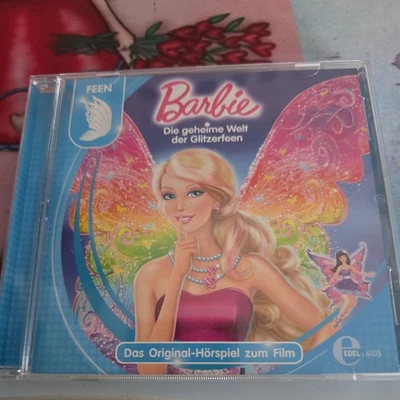 FEEN
Barbie
Die geheime Welt
der Glitzerfeen
Das Original-Hörspiel zum Film
e
EDEL:KIDS